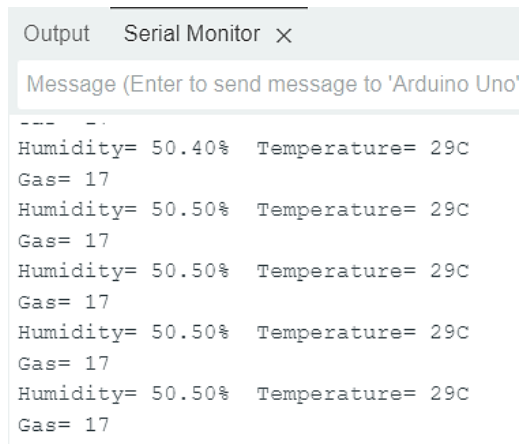 Output Serial Monitor ×
Message (Enter to send message to 'Arduino Uno'
Humidity= 50.40% Temperature= 29C
Gas= 17
Humidity= 50.50% Temperature= 29C
Gas= 17
Humidity= 50.50% Temperature= 29C
Gas= 17
Humidity= 50.50% Temperature= 29C
Gas= 17
Humidity= 50.50% Temperature= 29C
Gas= 17